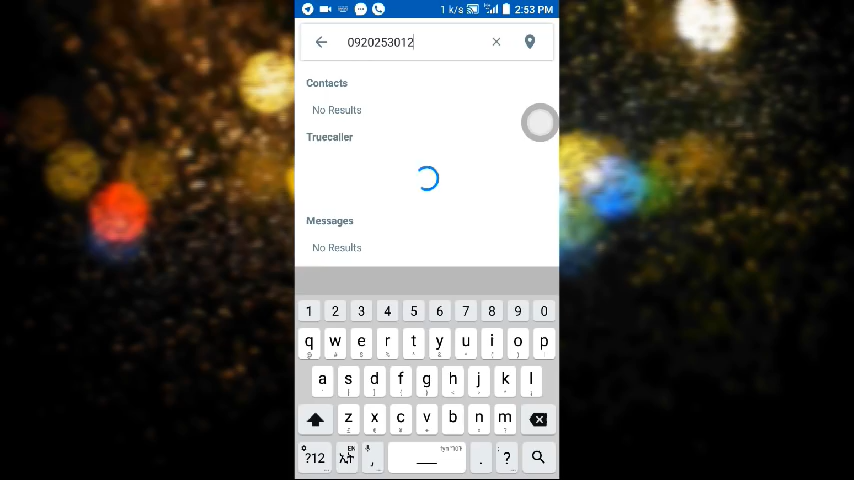 1 k/s 2:53 PM
0920253012
Contacts
No Results
Truecaller
Messages
No Results
1 2 3 4 5 6 7 8 9 0
q w e r t y u i o p
a s d f g h j k l
z x c v b n m
?12 EN , . ?